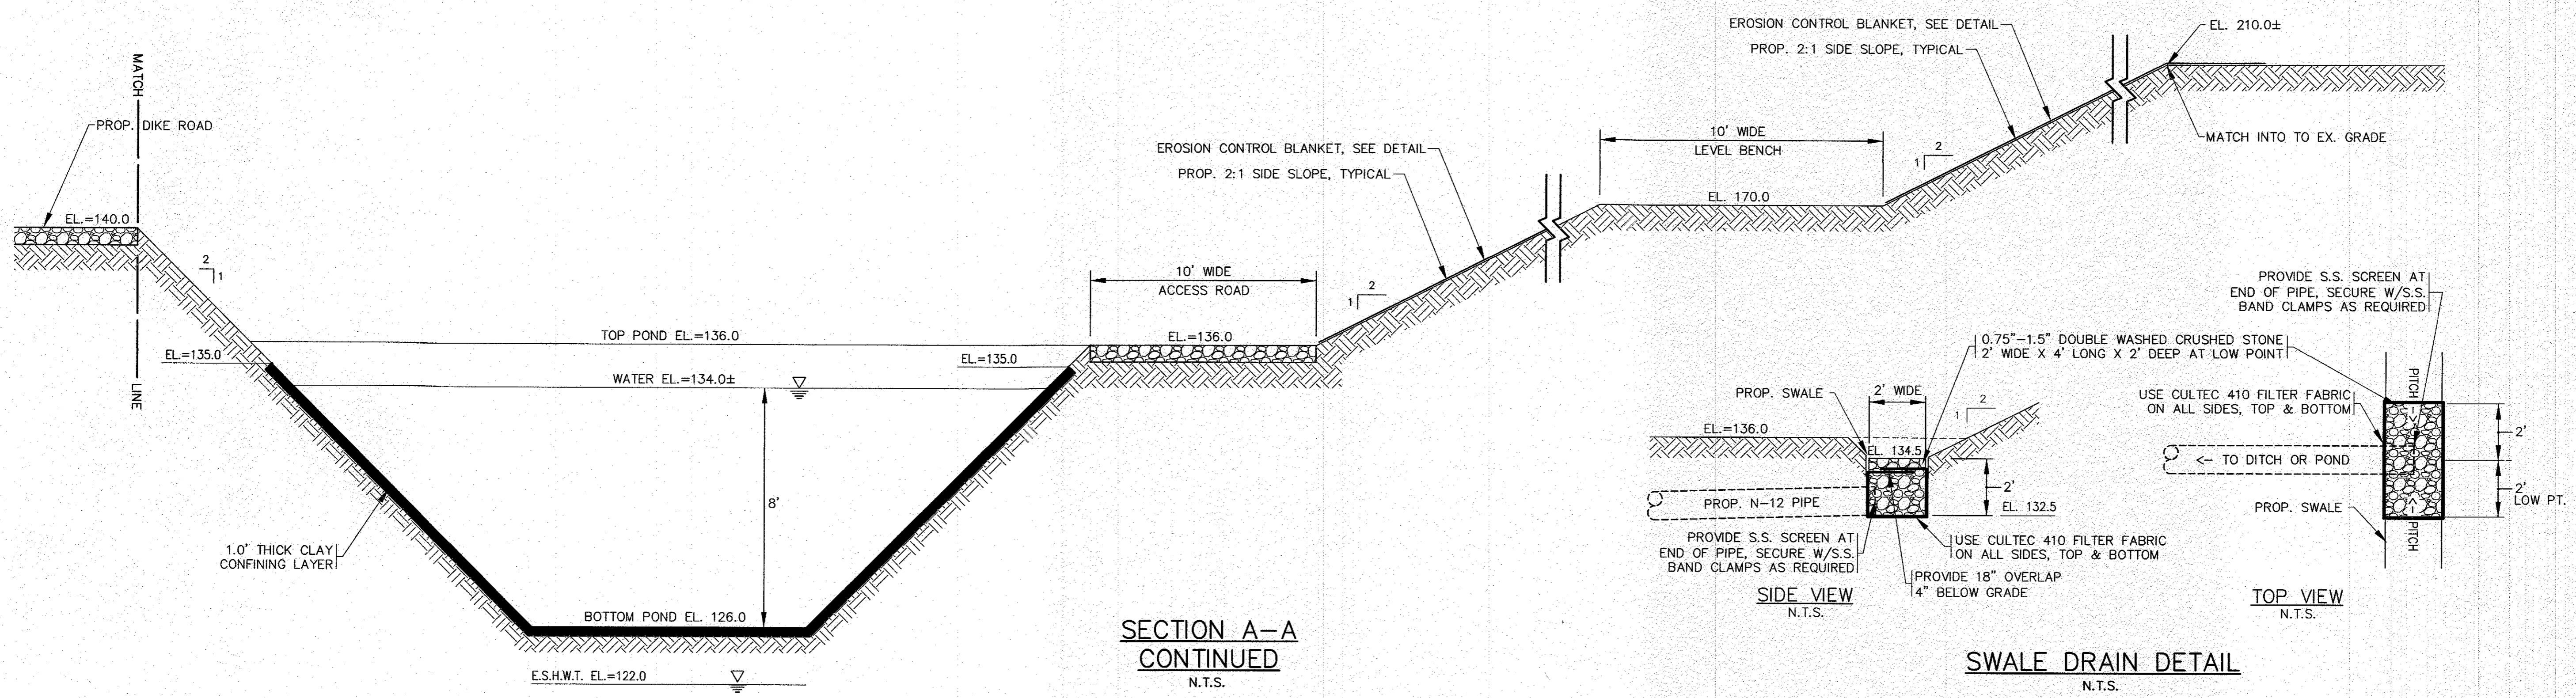 MATCH
LINE
PROP. DIKE ROAD
EL.=140.0
2
1
TOP POND EL.=136.0
EL.=135.0
EL.=135.0
WATER EL.=134.0±
8'
1.0' THICK CLAY
CONFINING LAYER
BOTTOM POND EL. 126.0
E.S.H.W.T. EL.=122.0
10' WIDE
ACCESS ROAD
EL.=136.0
EROSION CONTROL BLANKET, SEE DETAIL
PROP. 2:1 SIDE SLOPE, TYPICAL
2
1
10' WIDE
LEVEL BENCH
EL. 170.0
EROSION CONTROL BLANKET, SEE DETAIL
PROP. 2:1 SIDE SLOPE, TYPICAL
2
1
EL. 210.0±
MATCH INTO TO EX. GRADE
SECTION A-A
CONTINUED
N.T.S.
PROP. SWALE
2' WIDE
2
1
EL.=136.0
EL. 134.5
2'
EL. 132.5
PROP. N-12 PIPE
PROVIDE S.S. SCREEN AT
END OF PIPE, SECURE W/S.S.
BAND CLAMPS AS REQUIRED
USE CULTEC 410 FILTER FABRIC
ON ALL SIDES, TOP & BOTTOM
PROVIDE 18" OVERLAP
4" BELOW GRADE
SIDE VIEW
N.T.S.
PROVIDE S.S. SCREEN AT
END OF PIPE, SECURE W/S.S.
BAND CLAMPS AS REQUIRED
0.75"-1.5" DOUBLE WASHED CRUSHED STONE
2' WIDE X 4' LONG X 2' DEEP AT LOW POINT
USE CULTEC 410 FILTER FABRIC
ON ALL SIDES, TOP & BOTTOM
<- TO DITCH OR POND
PROP. SWALE
PITCH
PITCH
2'
2'
LOW PT.
TOP VIEW
N.T.S.
SWALE DRAIN DETAIL
N.T.S.